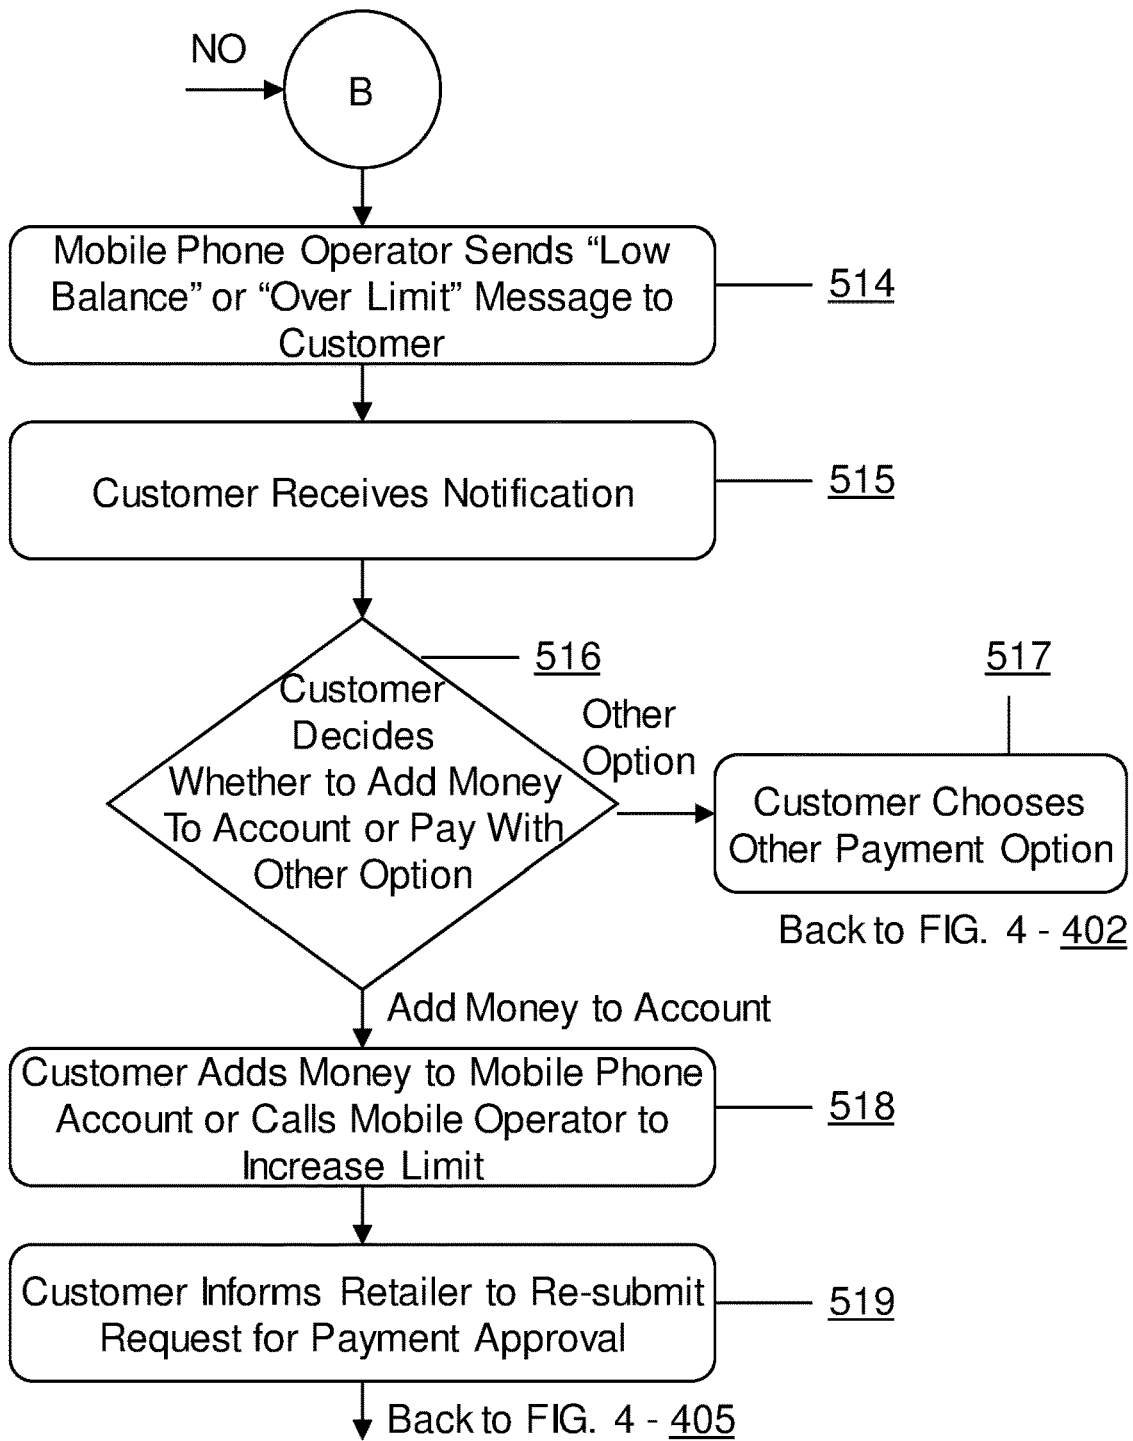 NO
B
Mobile Phone Operator Sends “Low
Balance” or “Over Limit” Message to
Customer
514
Customer Receives Notification
515
516
Customer
Decides
Whether to Add Money
To Account or Pay With
Other Option
Other
Option
517
Customer Chooses
Other Payment Option
Back to FIG. 4 - 402
Add Money to Account
Customer Adds Money to Mobile Phone
Account or Calls Mobile Operator to
Increase Limit
518
Customer Informs Retailer to Re-submit
Request for Payment Approval
519
Back to FIG. 4 - 405